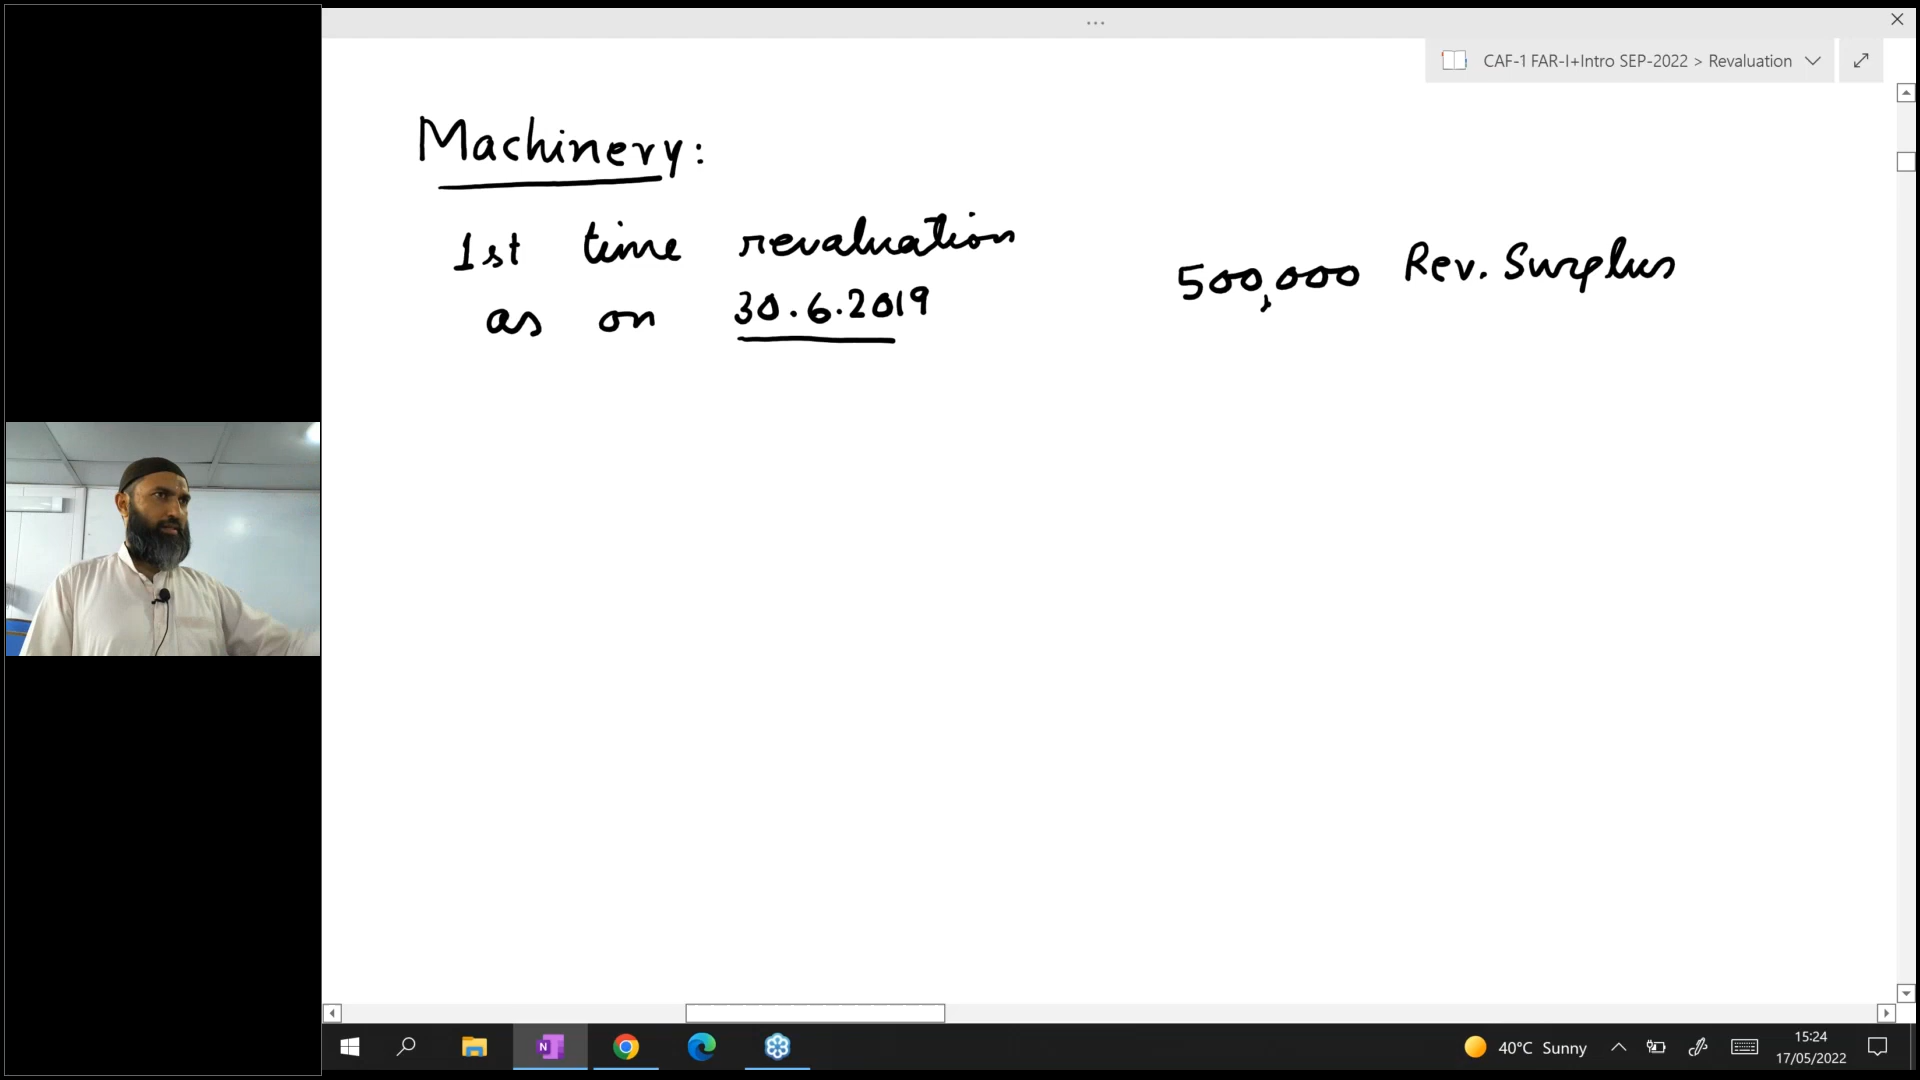 CAF-1 FAR-I+Intro SEP-2022 > Revaluation
Machinery:
1st time revaluation
as on 30.6.2019
500,000 Rev. Surplus
40°C Sunny
15:24
17/05/2022